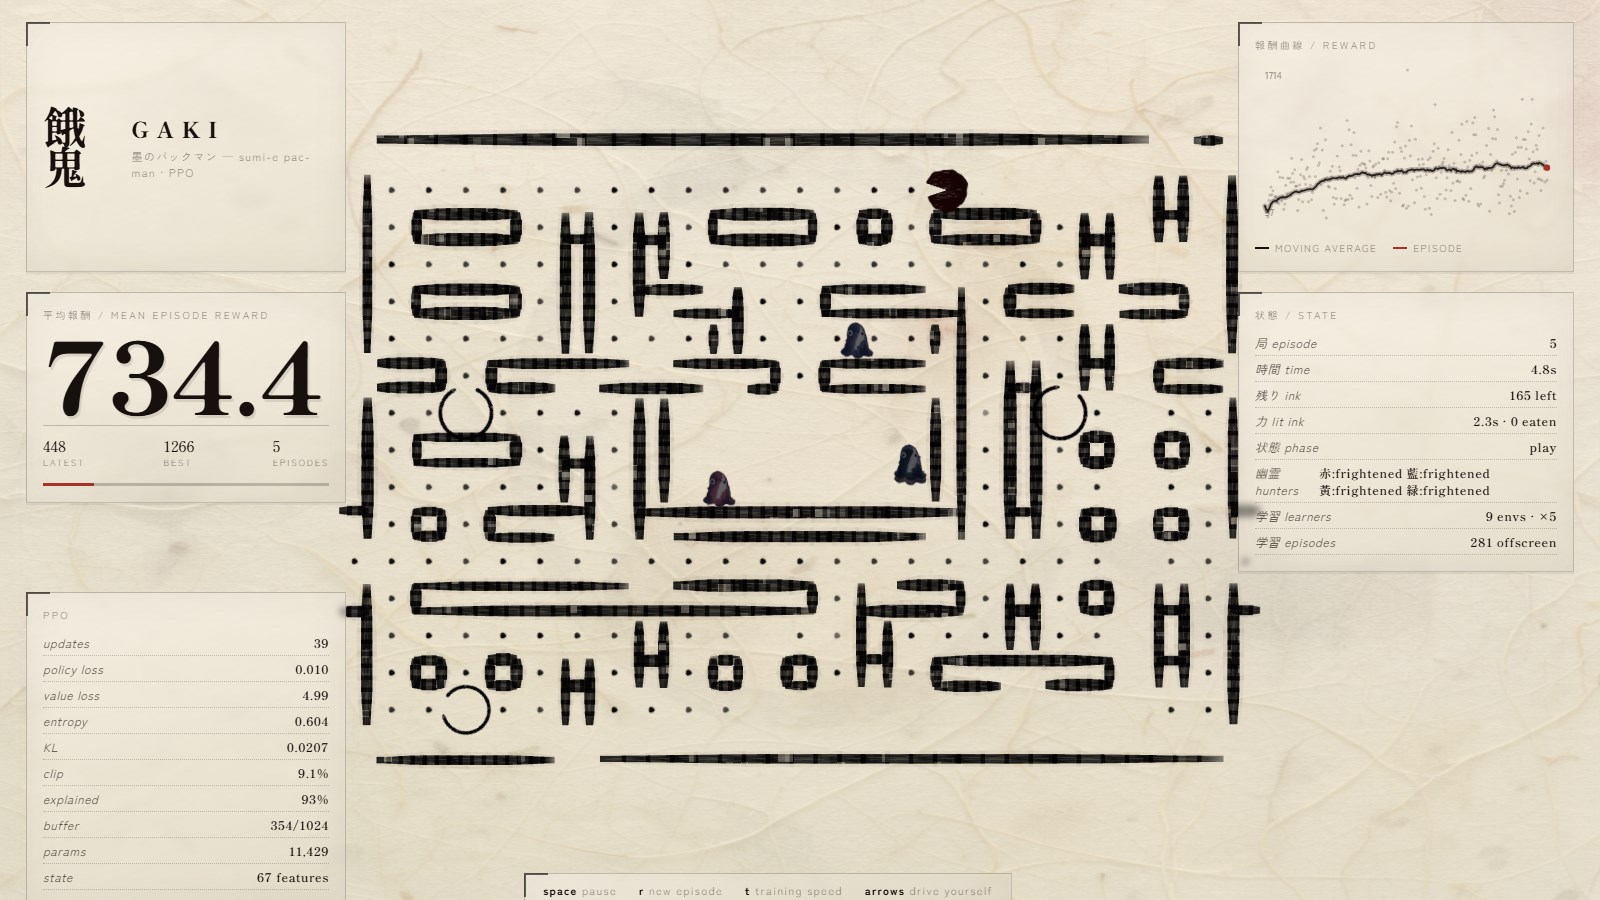 餓鬼
GAKI
墨のパックマン — sumi-e pac-
man · PPO
平均報酬 / MEAN EPISODE REWARD
734.4
448 1266 5
LATEST BEST EPISODES
PPO
updates 39
policy loss 0.010
value loss 4.99
entropy 0.604
KL 0.0207
clip 9.1%
explained 93%
buffer 354/1024
params 11,429
state 67 features
space pause r new episode t training speed arrows drive yourself
報酬曲線 / REWARD
1714
MOVING AVERAGE EPISODE
状態 / STATE
局 episode 5
時間 time 4.8s
残り ink 165 left
力 lit ink 2.3s · 0 eaten
状態 phase play
幽霊 hunters 赤:frightened 藍:frightened
黃:frightened 緑:frightened
学習 learners 9 envs · ×5
学習 episodes 281 offscreen